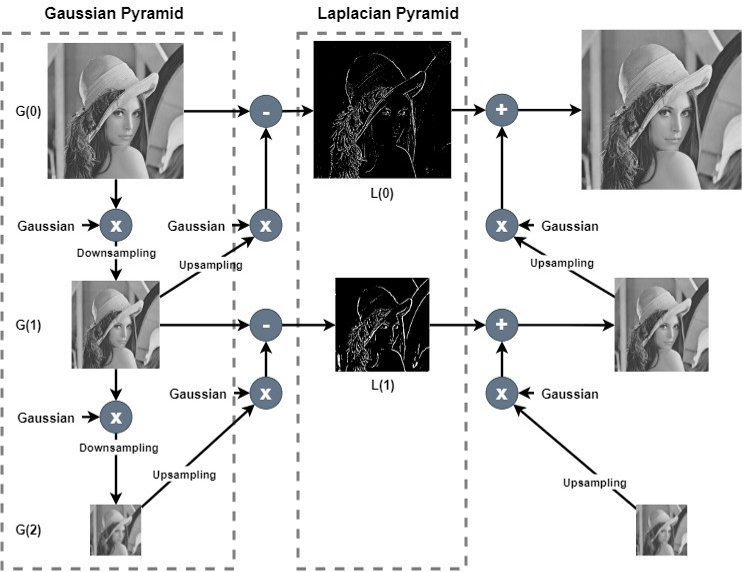 Gaussian Pyramid
Laplacian Pyramid
G(0)
-
+
L(0)
Gaussian
x
Gaussian
x
x
Gaussian
Downsampling
Upsampling
Upsampling
G(1)
-
+
L(1)
Gaussian
x
Gaussian
x
x
Gaussian
Downsampling
Upsampling
Upsampling
G(2)